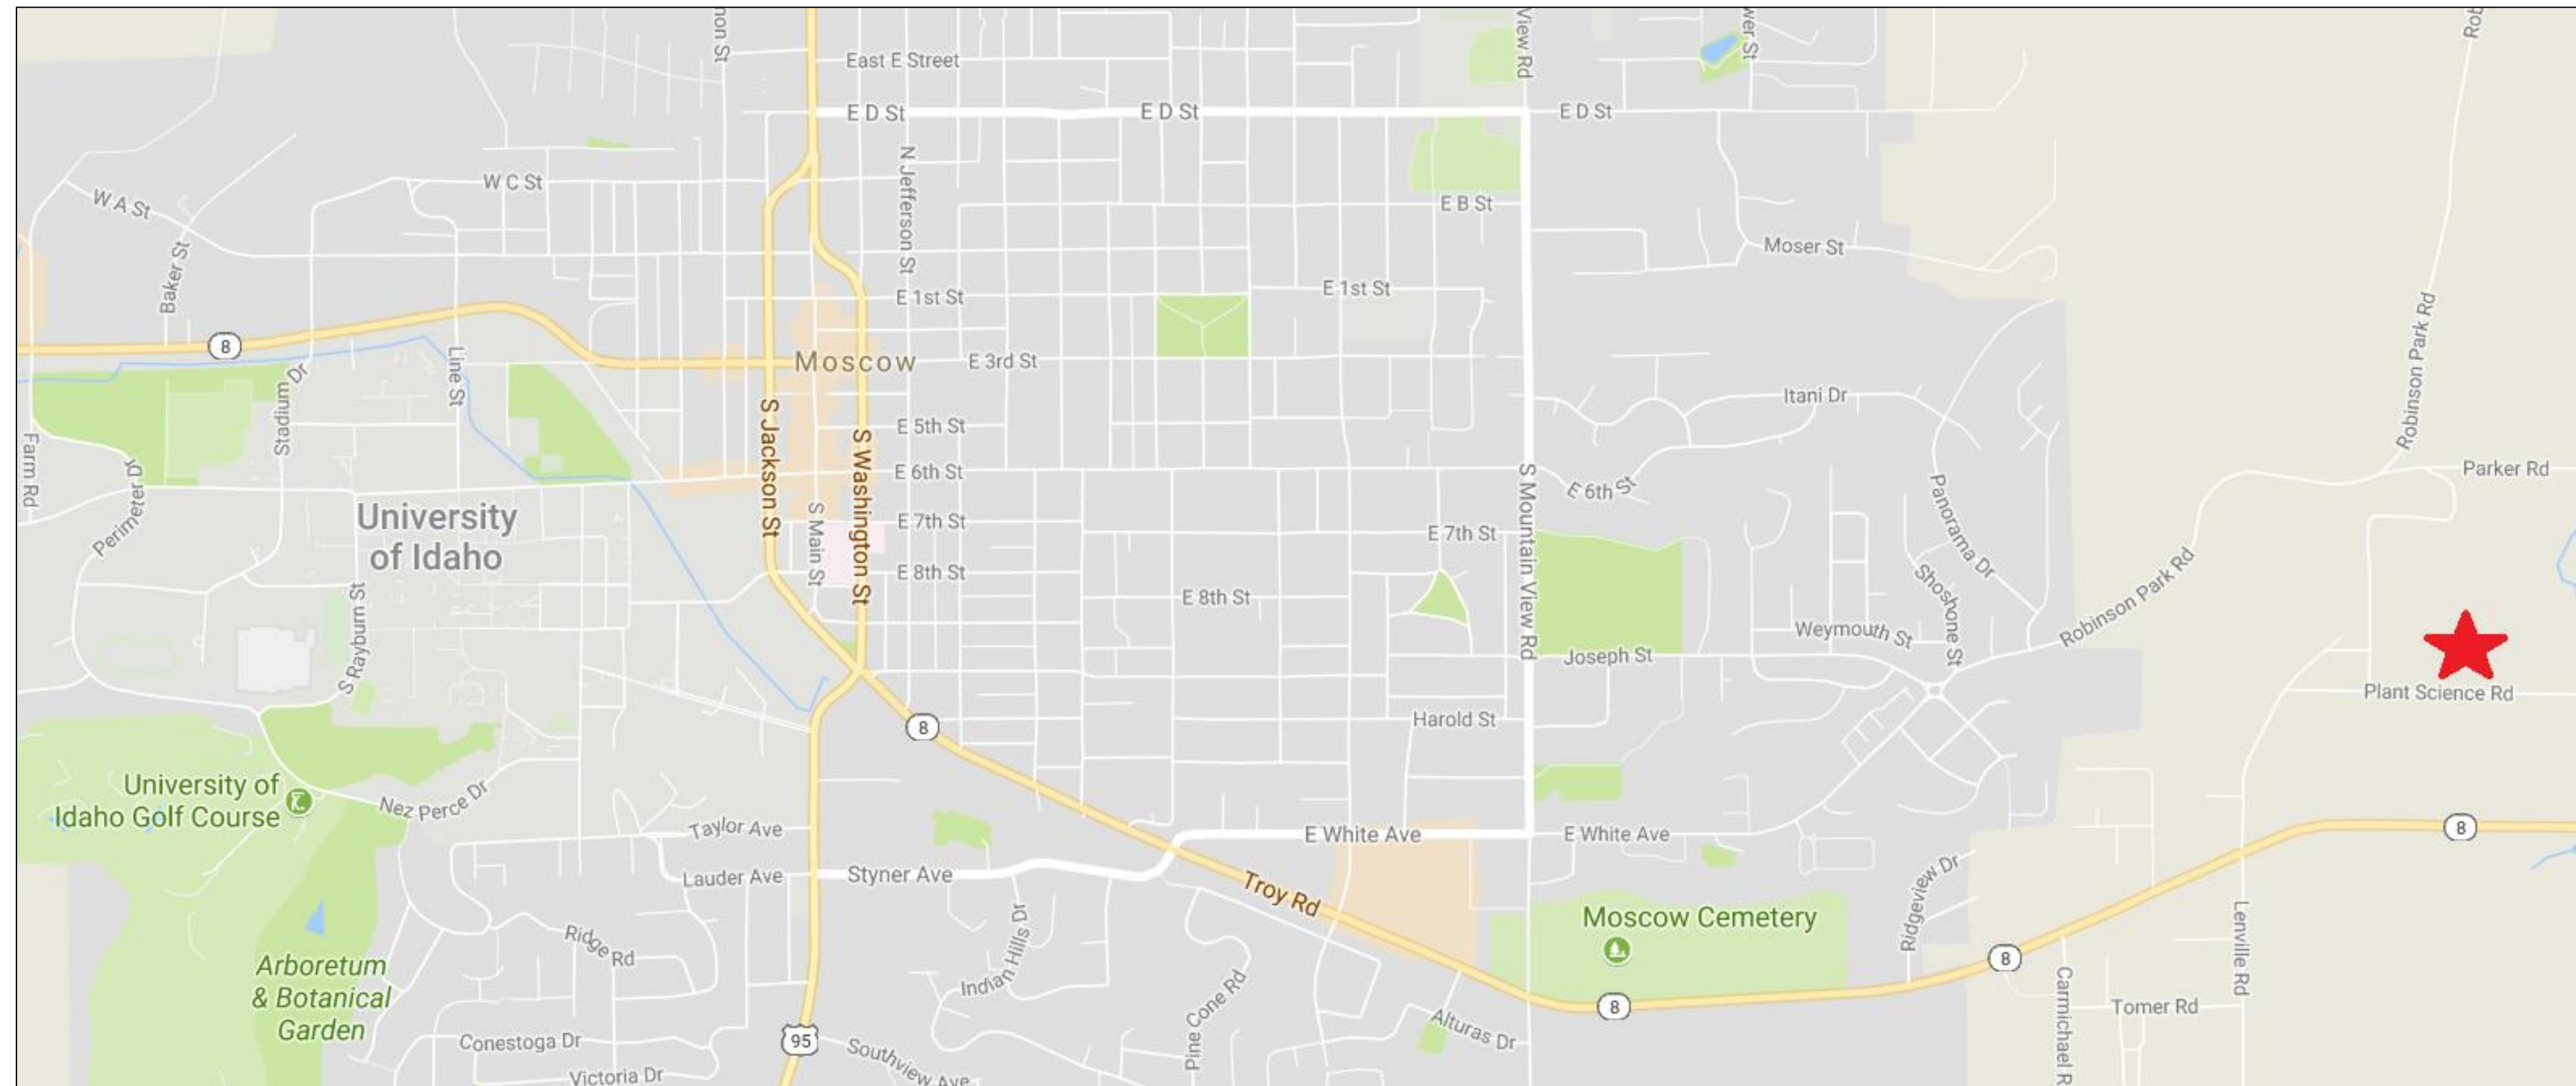 non St
View Rd
wer St
Rob
East E Street
E D St
E D St
E D St
W C St
W A St
N Jefferson St
E B St
Baker St
Moser St
E 1st St
E 1st St
Robinson Park Rd
8
Line St
Moscow
E 3rd St
Stadium Dr
Itani Dr
S Jackson St
E 5th St
S Washington St
Farm Rd
E 6th St
Parker Rd
Perimeter Dr
E 6th St
University
of Idaho
S Main St
E 7th St
E 7th St
S Mountain View Rd
Panorama Dr
E 8th St
E 8th St
Shoshone St
Robinson Park Rd
S Rayburn St
Weymouth St
Joseph St
Plant Science Rd
8
Harold St
University of
Idaho Golf Course
Nez Perce Dr
Taylor Ave
E White Ave
E White Ave
8
Lauder Ave
Styner Ave
Troy Rd
Ridgeview Dr
Moscow Cemetery
Indian Hills Dr
Ridge Rd
Lenville Rd
8
Arboretum
& Botanical
Garden
Pine Cone Rd
8
Carmichael R
Tomer Rd
Alturas Dr
95
Conestoga Dr
Southview Ave
Victoria Dr